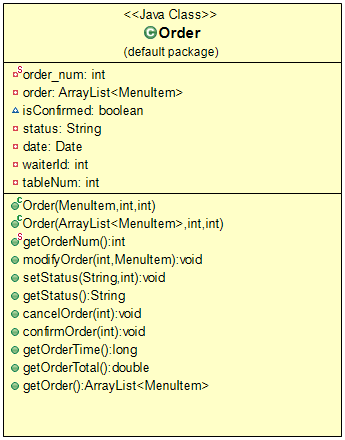 <<Java Class>>
Order
(default package)
order_num: int
order: ArrayList<MenuItem>
isConfirmed: boolean
status: String
date: Date
waiterId: int
tableNum: int
Order(MenuItem,int,int)
Order(ArrayList<MenuItem>,int,int)
getOrderNum():int
modifyOrder(int,MenuItem):void
setStatus(String,int):void
getStatus():String
cancelOrder(int):void
confirmOrder(int):void
getOrderTime():long
getOrderTotal():double
getOrder():ArrayList<MenuItem>